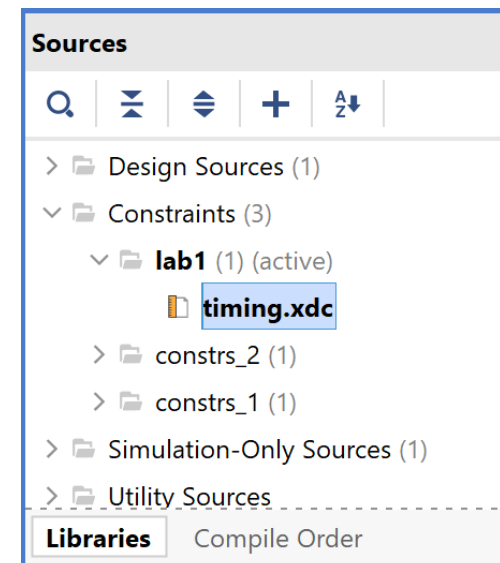 Sources
Design Sources (1)
Constraints (3)
lab1 (1) (active)
timing.xdc
constrs_2 (1)
constrs_1 (1)
Simulation-Only Sources (1)
Utility Sources
Libraries Compile Order